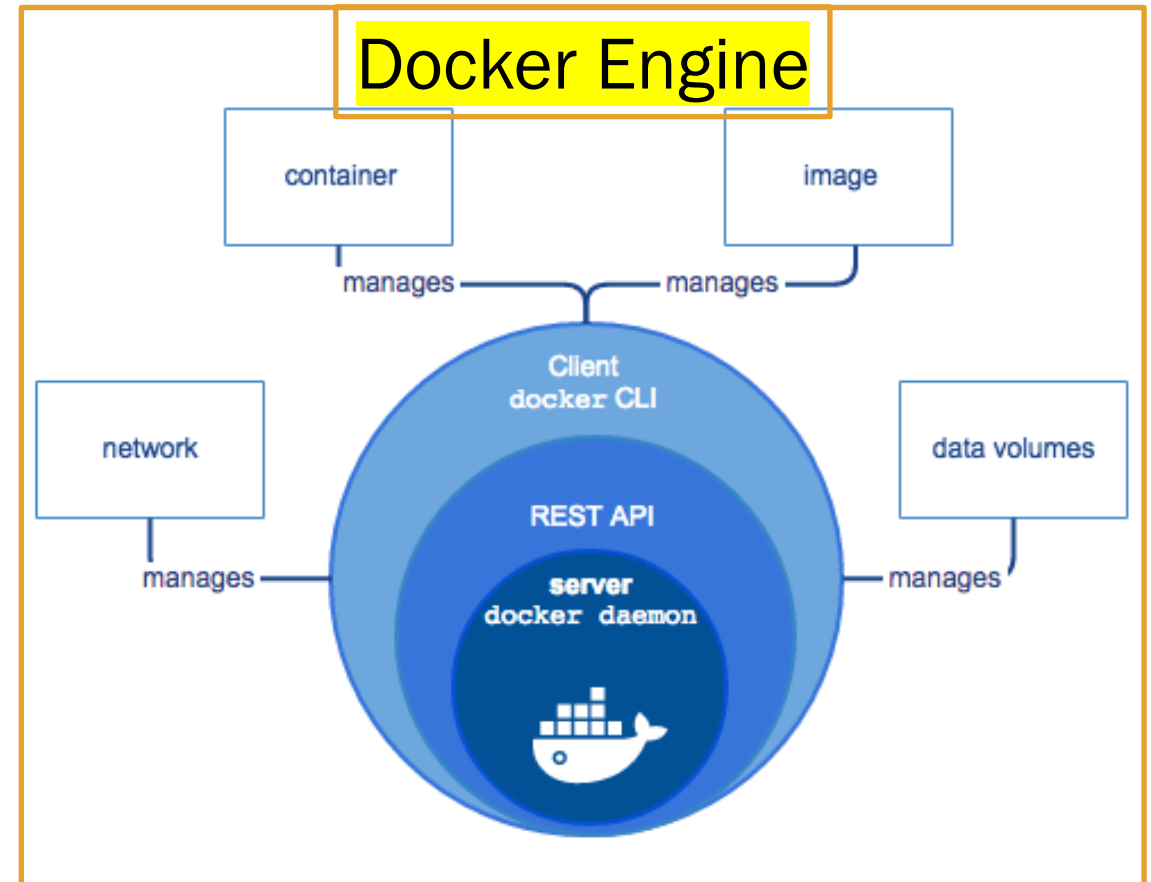 Docker Engine
container
image
manages
manages
Client
docker CLI
network
data volumes
REST API
manages
manages
server
docker daemon